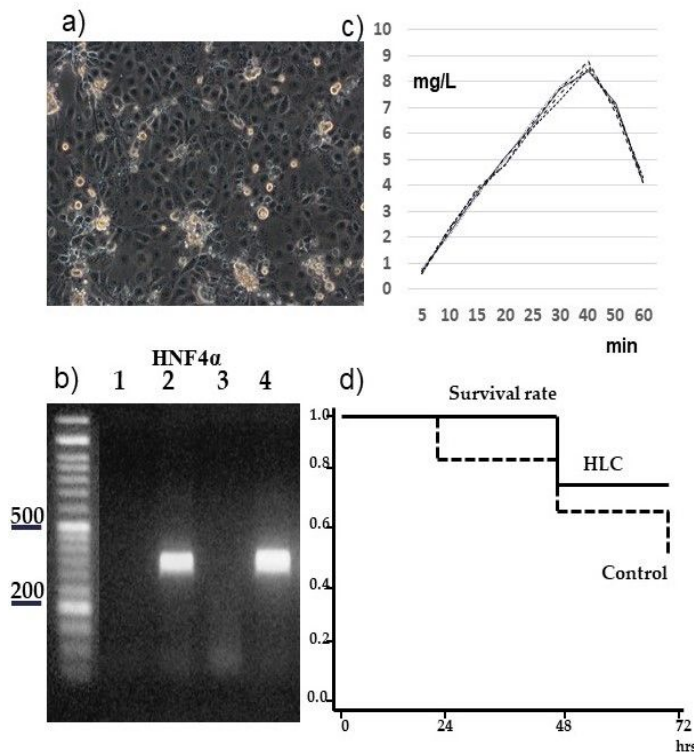 a)
c)
10
9
mg/L
8
7
6
5
4
3
2
1
0
5 10 15 20 25 30 40 50 60
min
HNF4α
b) 1 2 3 4
500
200
d)
Survival rate
1.0
0.8
HLC
0.6
Control
0.4
0.2
0.0
0 24 48 72
hrs